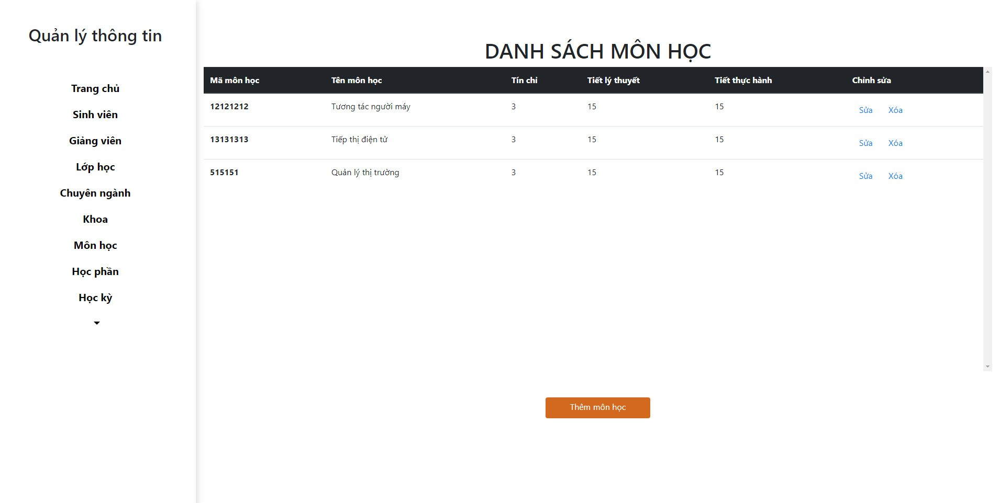 Quản lý thông tin
Trang chủ
Sinh viên
Giảng viên
Lớp học
Chuyên ngành
Khoa
Môn học
Học phần
Học kỳ
DANH SÁCH MÔN HỌC
Mã môn học Tên môn học Tín chỉ Tiết lý thuyết Tiết thực hành Chỉnh sửa
12121212 Tương tác người máy 3 15 15 Sửa Xóa
13131313 Tiếp thị điện tử 3 15 15 Sửa Xóa
515151 Quản lý thị trường 3 15 15 Sửa Xóa
Thêm môn học